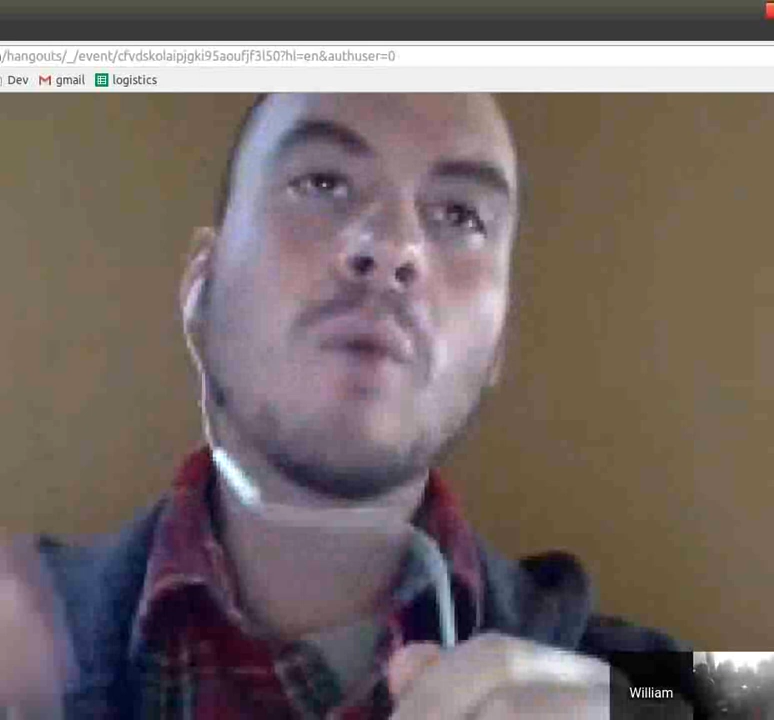 /hangouts/_/event/cfvdskolaipjgki95aoufjf3l50?hl=en&authuser=0
Dev gmail logistics
William